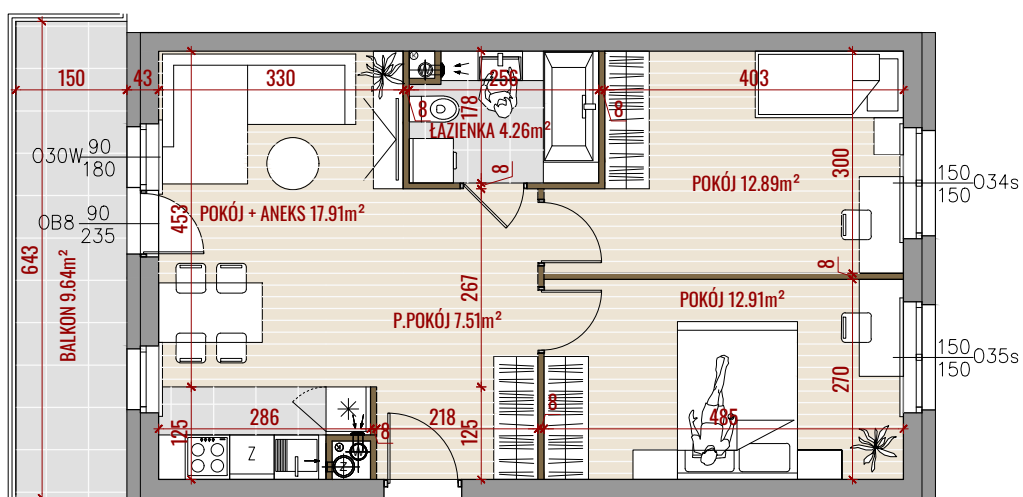 150
43
330
256
403
8
178
8
ŁAZIENKA 4.26m²
8
O30W 90
180
300
POKÓJ 12.89m²
150 O34s
150
POKÓJ + ANEKS 17.91m²
453
OB8 90
235
643
BALKON 9.64m²
267
8
POKÓJ 12.91m²
P.POKÓJ 7.51m²
150 O35s
150
270
286
218
8
485
125
8
125
Z